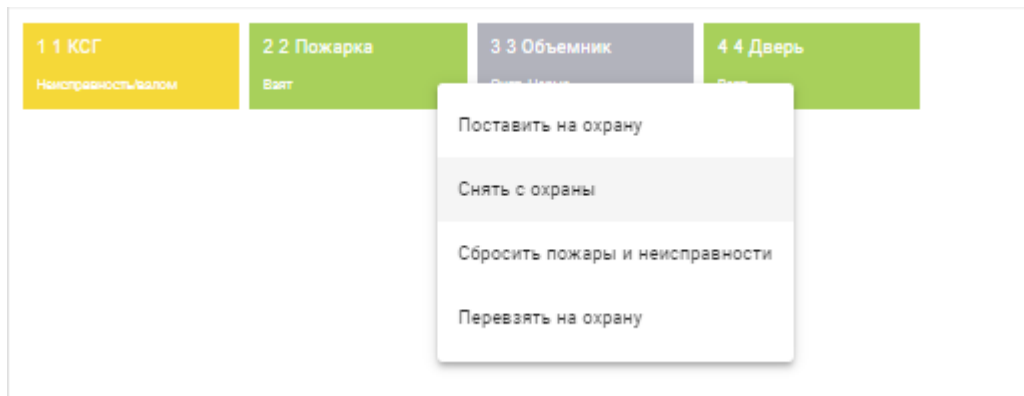 1 1 КСГ
Неисправность/взлом
2 2 Пожарка
Взят
3 3 Объемник
4 4 Дверь
Поставить на охрану
Снять с охраны
Сбросить пожары и неисправности
Перевзять на охрану